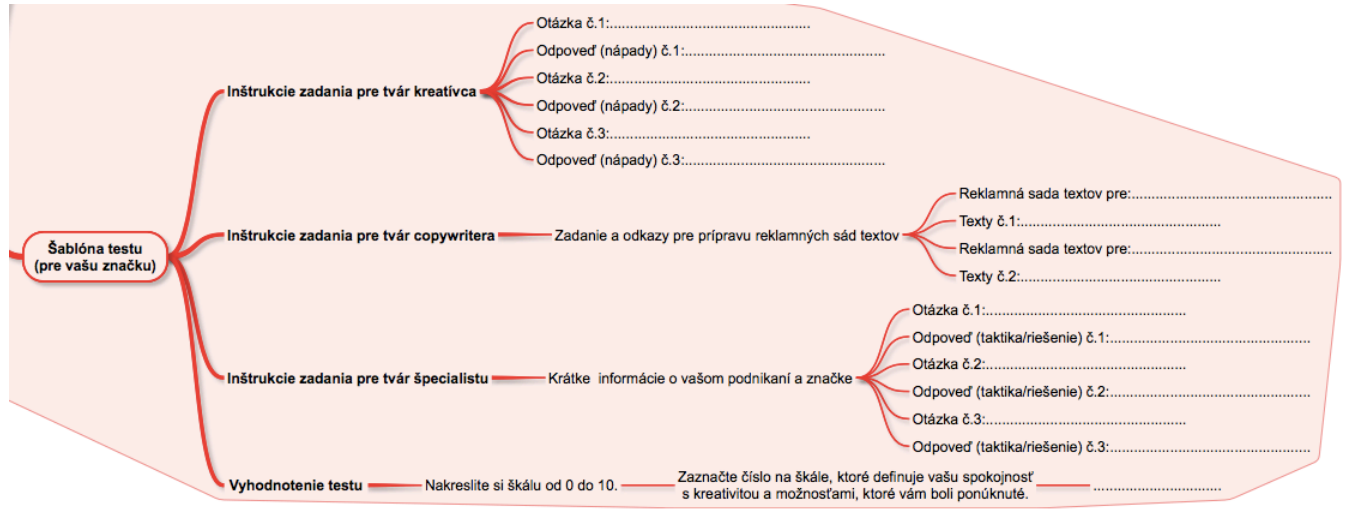 Šablóna testu
(pre vašu značku)
Inštrukcie zadania pre tvár kreatívca
Otázka č.1:..................................................
Odpoveď (nápady) č.1:..................................................
Otázka č.2:..................................................
Odpoveď (nápady) č.2:..................................................
Otázka č.3:..................................................
Odpoveď (nápady) č.3:..................................................
Inštrukcie zadania pre tvár copywritera
Zadanie a odkazy pre prípravu reklamných sád textov
Reklamná sada textov pre:..................................................
Texty č.1:..................................................
Reklamná sada textov pre:..................................................
Texty č.2:..................................................
Inštrukcie zadania pre tvár špecialistu
Krátke  informácie o vašom podnikaní a značke
Otázka č.1:..................................................
Odpoveď (taktika/riešenie) č.1:..................................................
Otázka č.2:..................................................
Odpoveď (taktika/riešenie) č.2:..................................................
Otázka č.3:..................................................
Odpoveď (taktika/riešenie) č.3:..................................................
Vyhodnotenie testu
Nakreslite si škálu od 0 do 10.
Zaznačte číslo na škále, ktoré definuje vašu spokojnosť
s kreativitou a možnosťami, ktoré vám boli ponúknuté.
................................